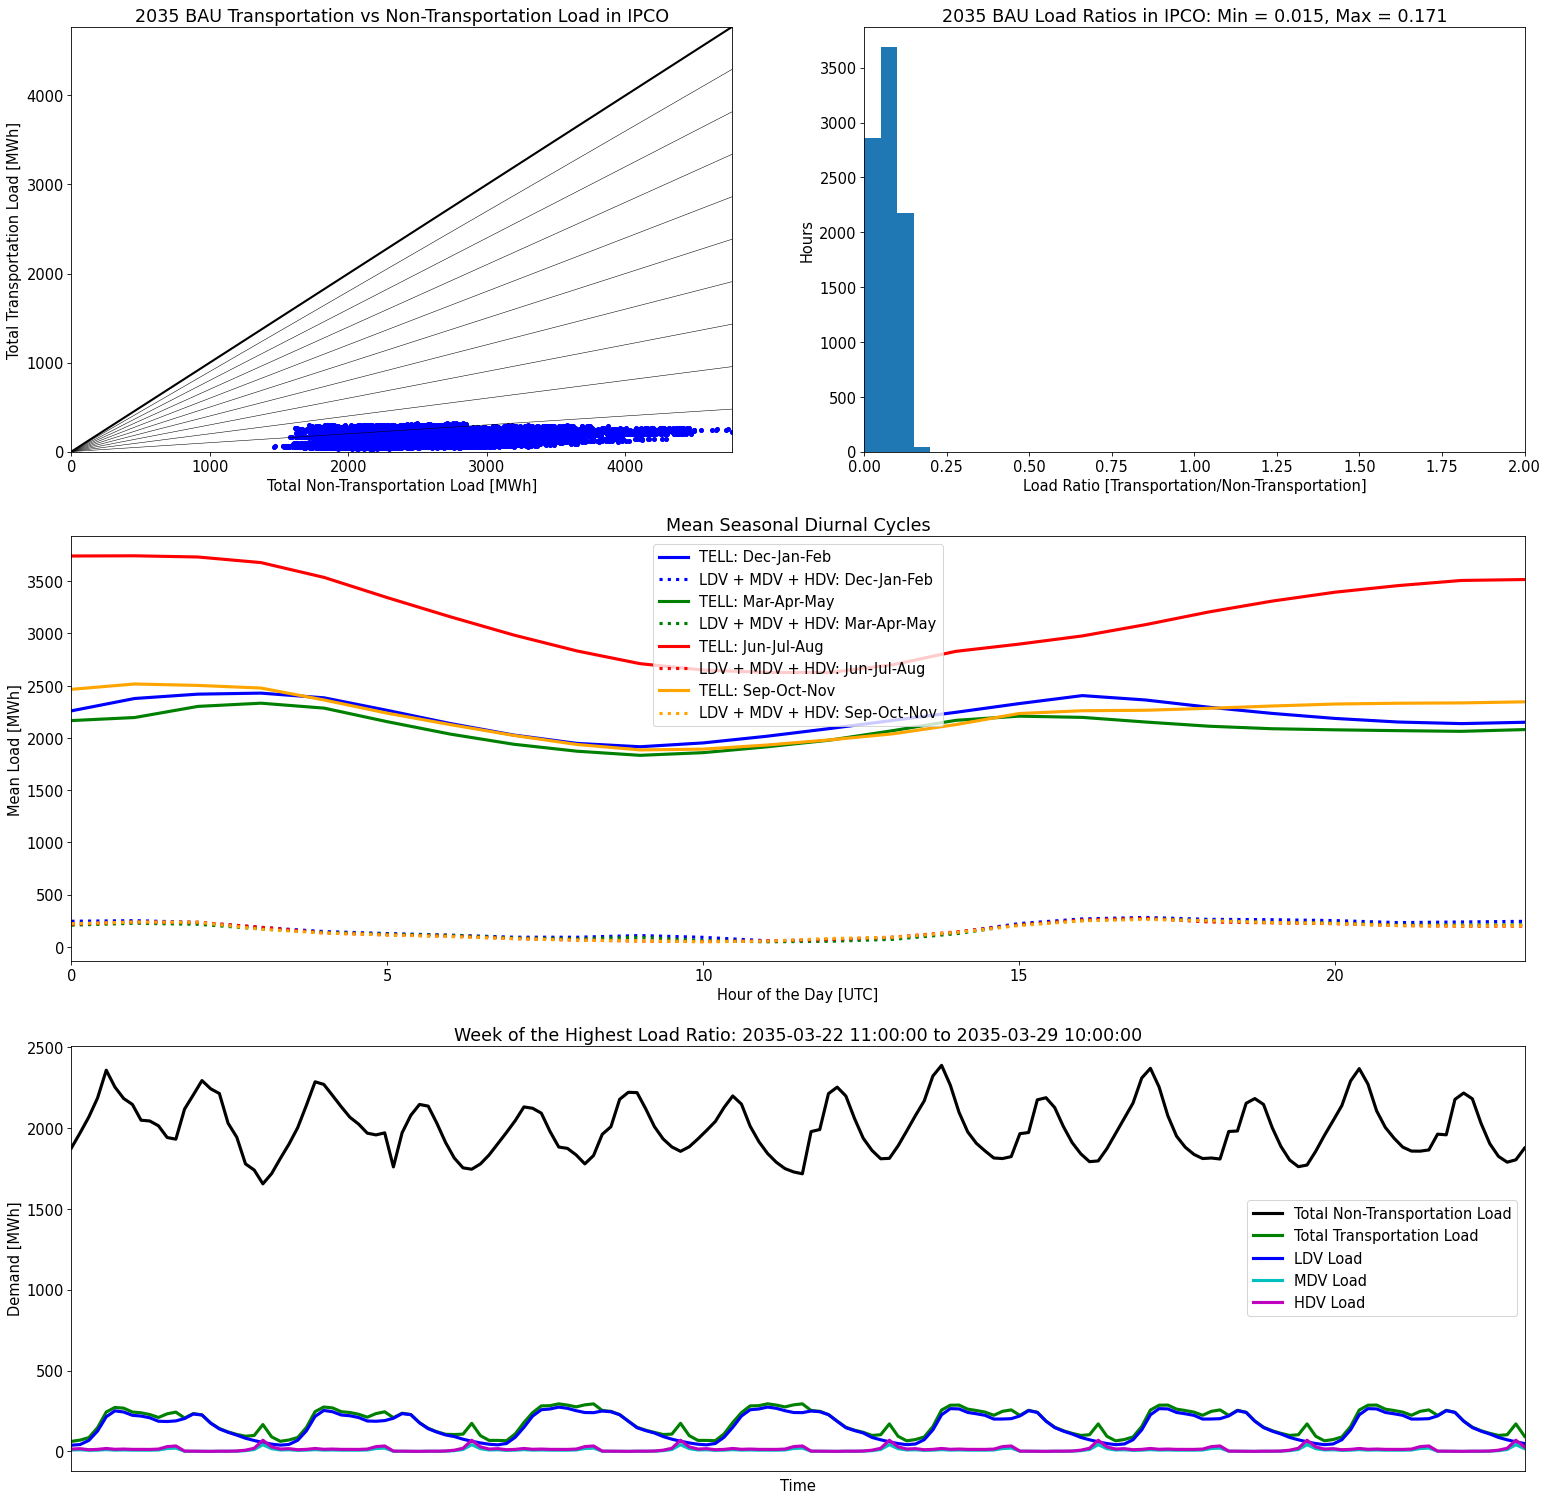 2035 BAU Transportation vs Non-Transportation Load in IPCO
Total Transportation Load [MWh]
4000
3000
2000
1000
0
0 1000 2000 3000 4000
Total Non-Transportation Load [MWh]
2035 BAU Load Ratios in IPCO: Min = 0.015, Max = 0.171
Hours
3500
3000
2500
2000
1500
1000
500
0
0.00 0.25 0.50 0.75 1.00 1.25 1.50 1.75 2.00
Load Ratio [Transportation/Non-Transportation]
Mean Seasonal Diurnal Cycles
Mean Load [MWh]
3500
3000
2500
2000
1500
1000
500
0
TELL: Dec-Jan-Feb
LDV + MDV + HDV: Dec-Jan-Feb
TELL: Mar-Apr-May
LDV + MDV + HDV: Mar-Apr-May
TELL: Jun-Jul-Aug
LDV + MDV + HDV: Jun-Jul-Aug
TELL: Sep-Oct-Nov
LDV + MDV + HDV: Sep-Oct-Nov
0 5 10 15 20
Hour of the Day [UTC]
Week of the Highest Load Ratio: 2035-03-22 11:00:00 to 2035-03-29 10:00:00
Demand [MWh]
2500
2000
1500
1000
500
0
Total Non-Transportation Load
Total Transportation Load
LDV Load
MDV Load
HDV Load
Time